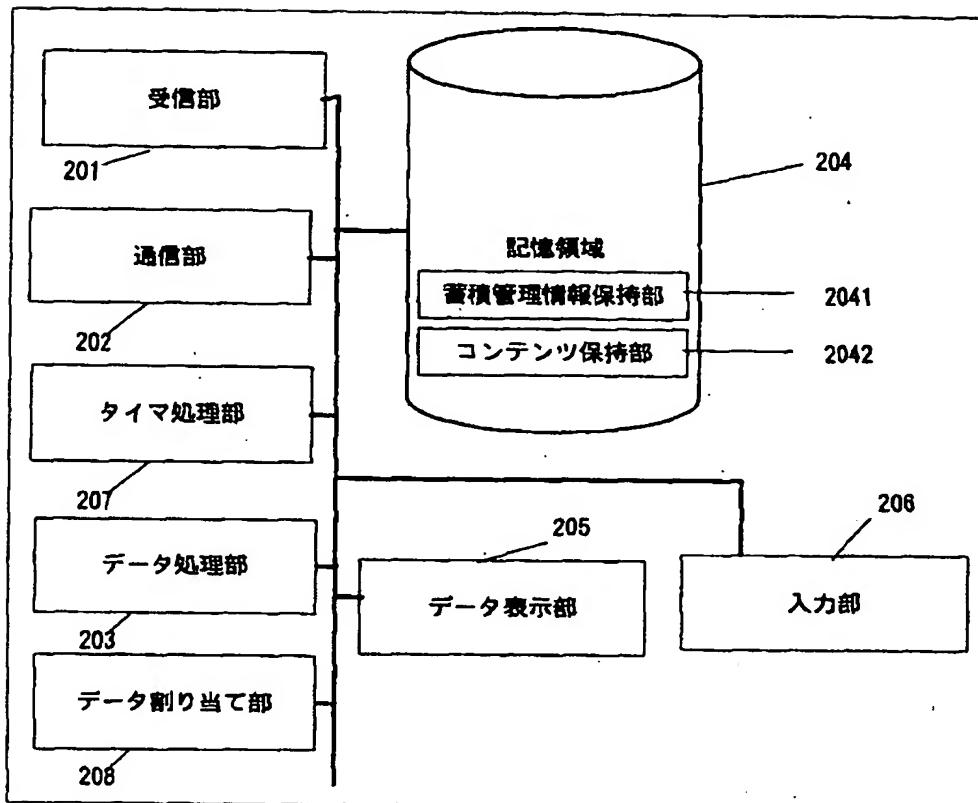 受信部
201
通信部
202
タイマ処理部
207
データ処理部
203
データ割り当て部
208
204
記憶領域
蓄積管理情報保持部
2041
コンテンツ保持部
2042
205
データ表示部
206
入力部